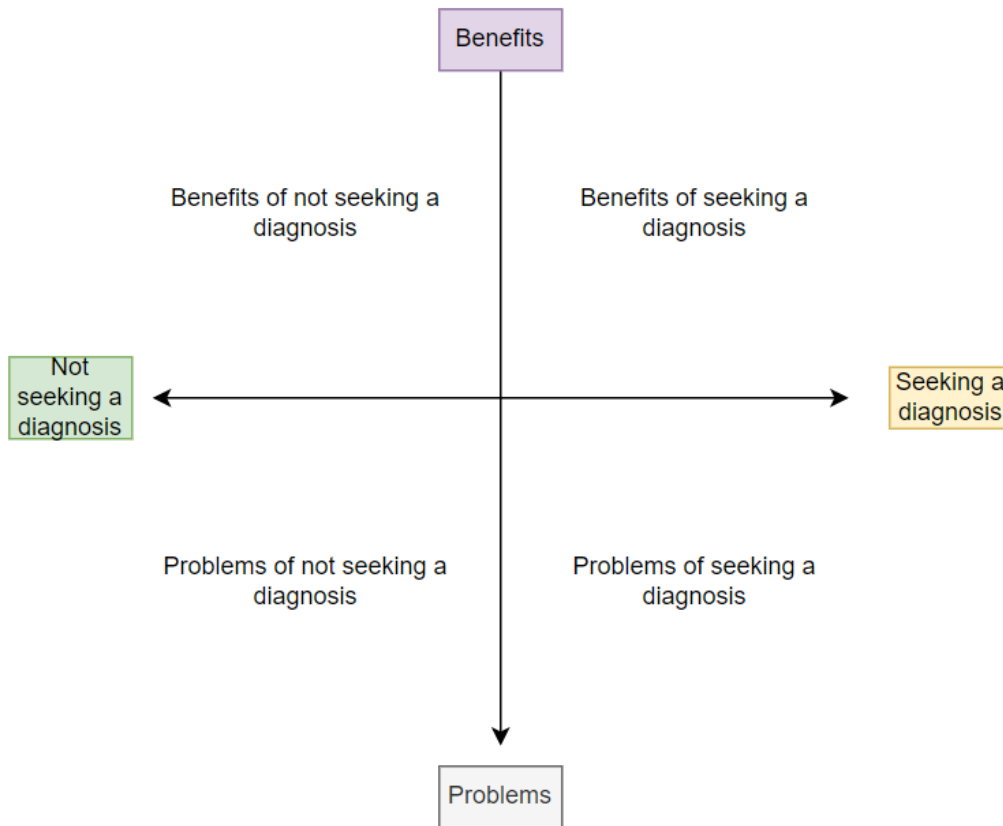 Benefits
Benefits of not seeking a
diagnosis
Benefits of seeking a
diagnosis
Not
seeking a
diagnosis
Seeking a
diagnosis
Problems of not seeking a
diagnosis
Problems of seeking a
diagnosis
Problems